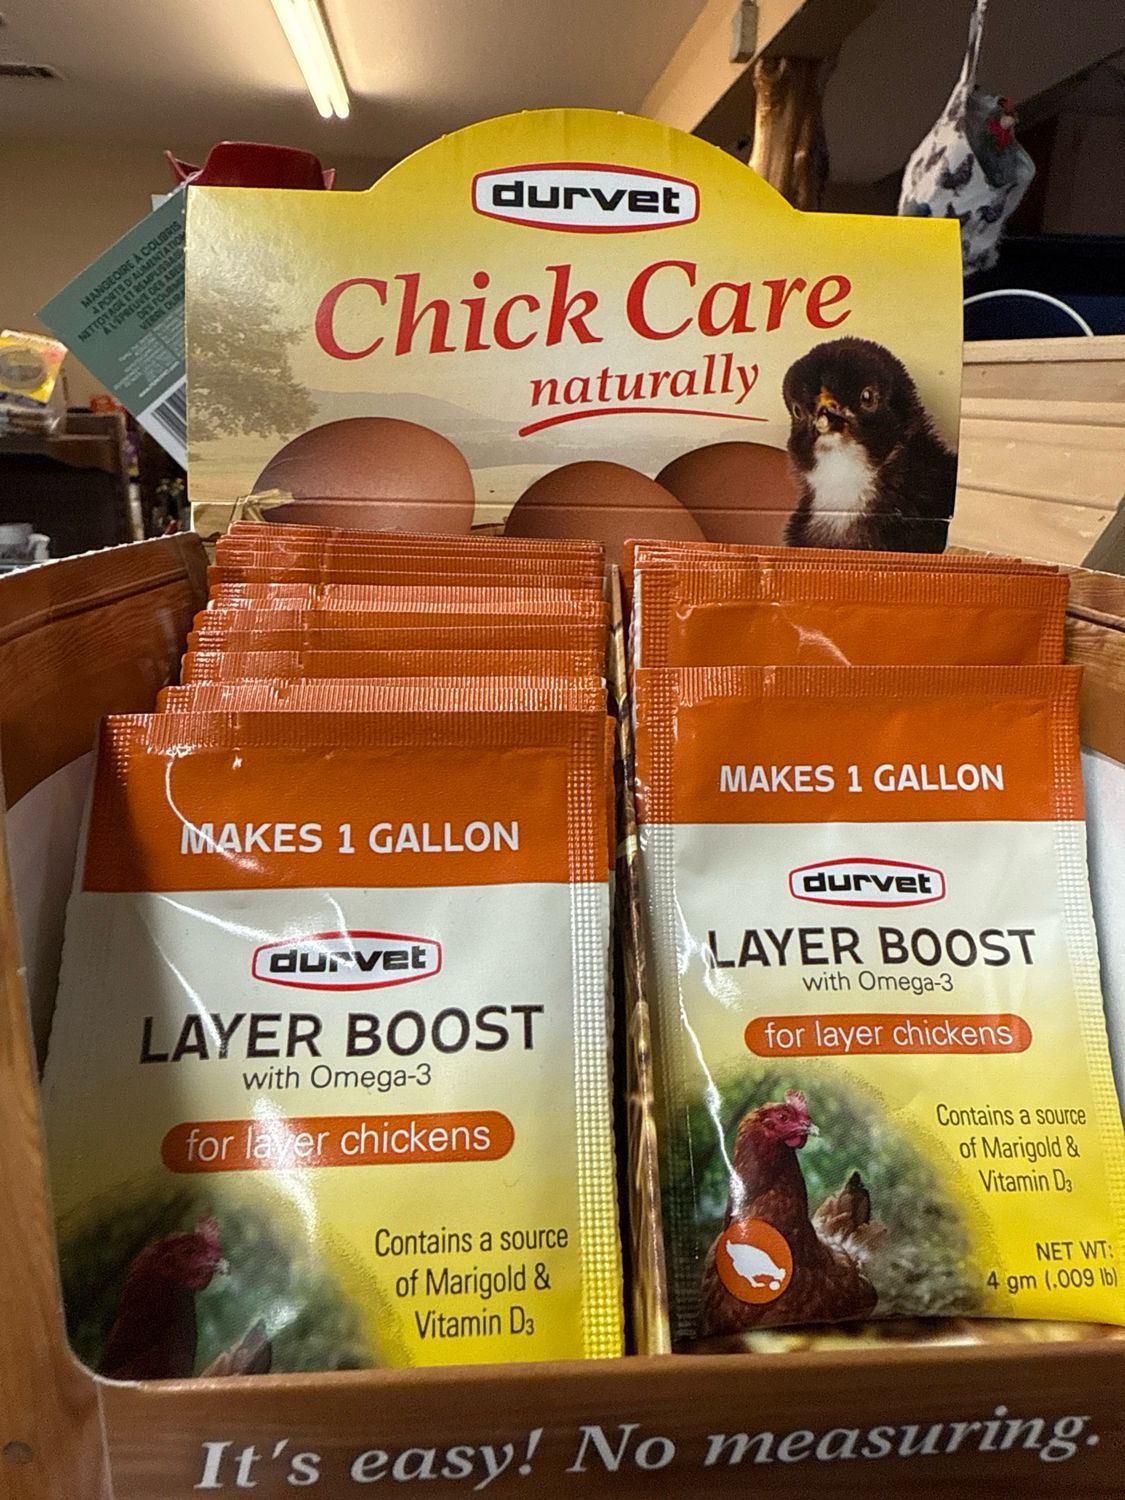 durvet
Chick Care
naturally
MANGEOIRE À COLIBRIS
MAKES 1 GALLON
durvet
LAYER BOOST
with Omega-3
for layer chickens
Contains a source
of Marigold &
Vitamin D₃
MAKES 1 GALLON
durvet
LAYER BOOST
with Omega-3
for layer chickens
Contains a source
of Marigold &
Vitamin D₃
NET WT:
4 gm (.009 lb)
It's easy! No measuring.